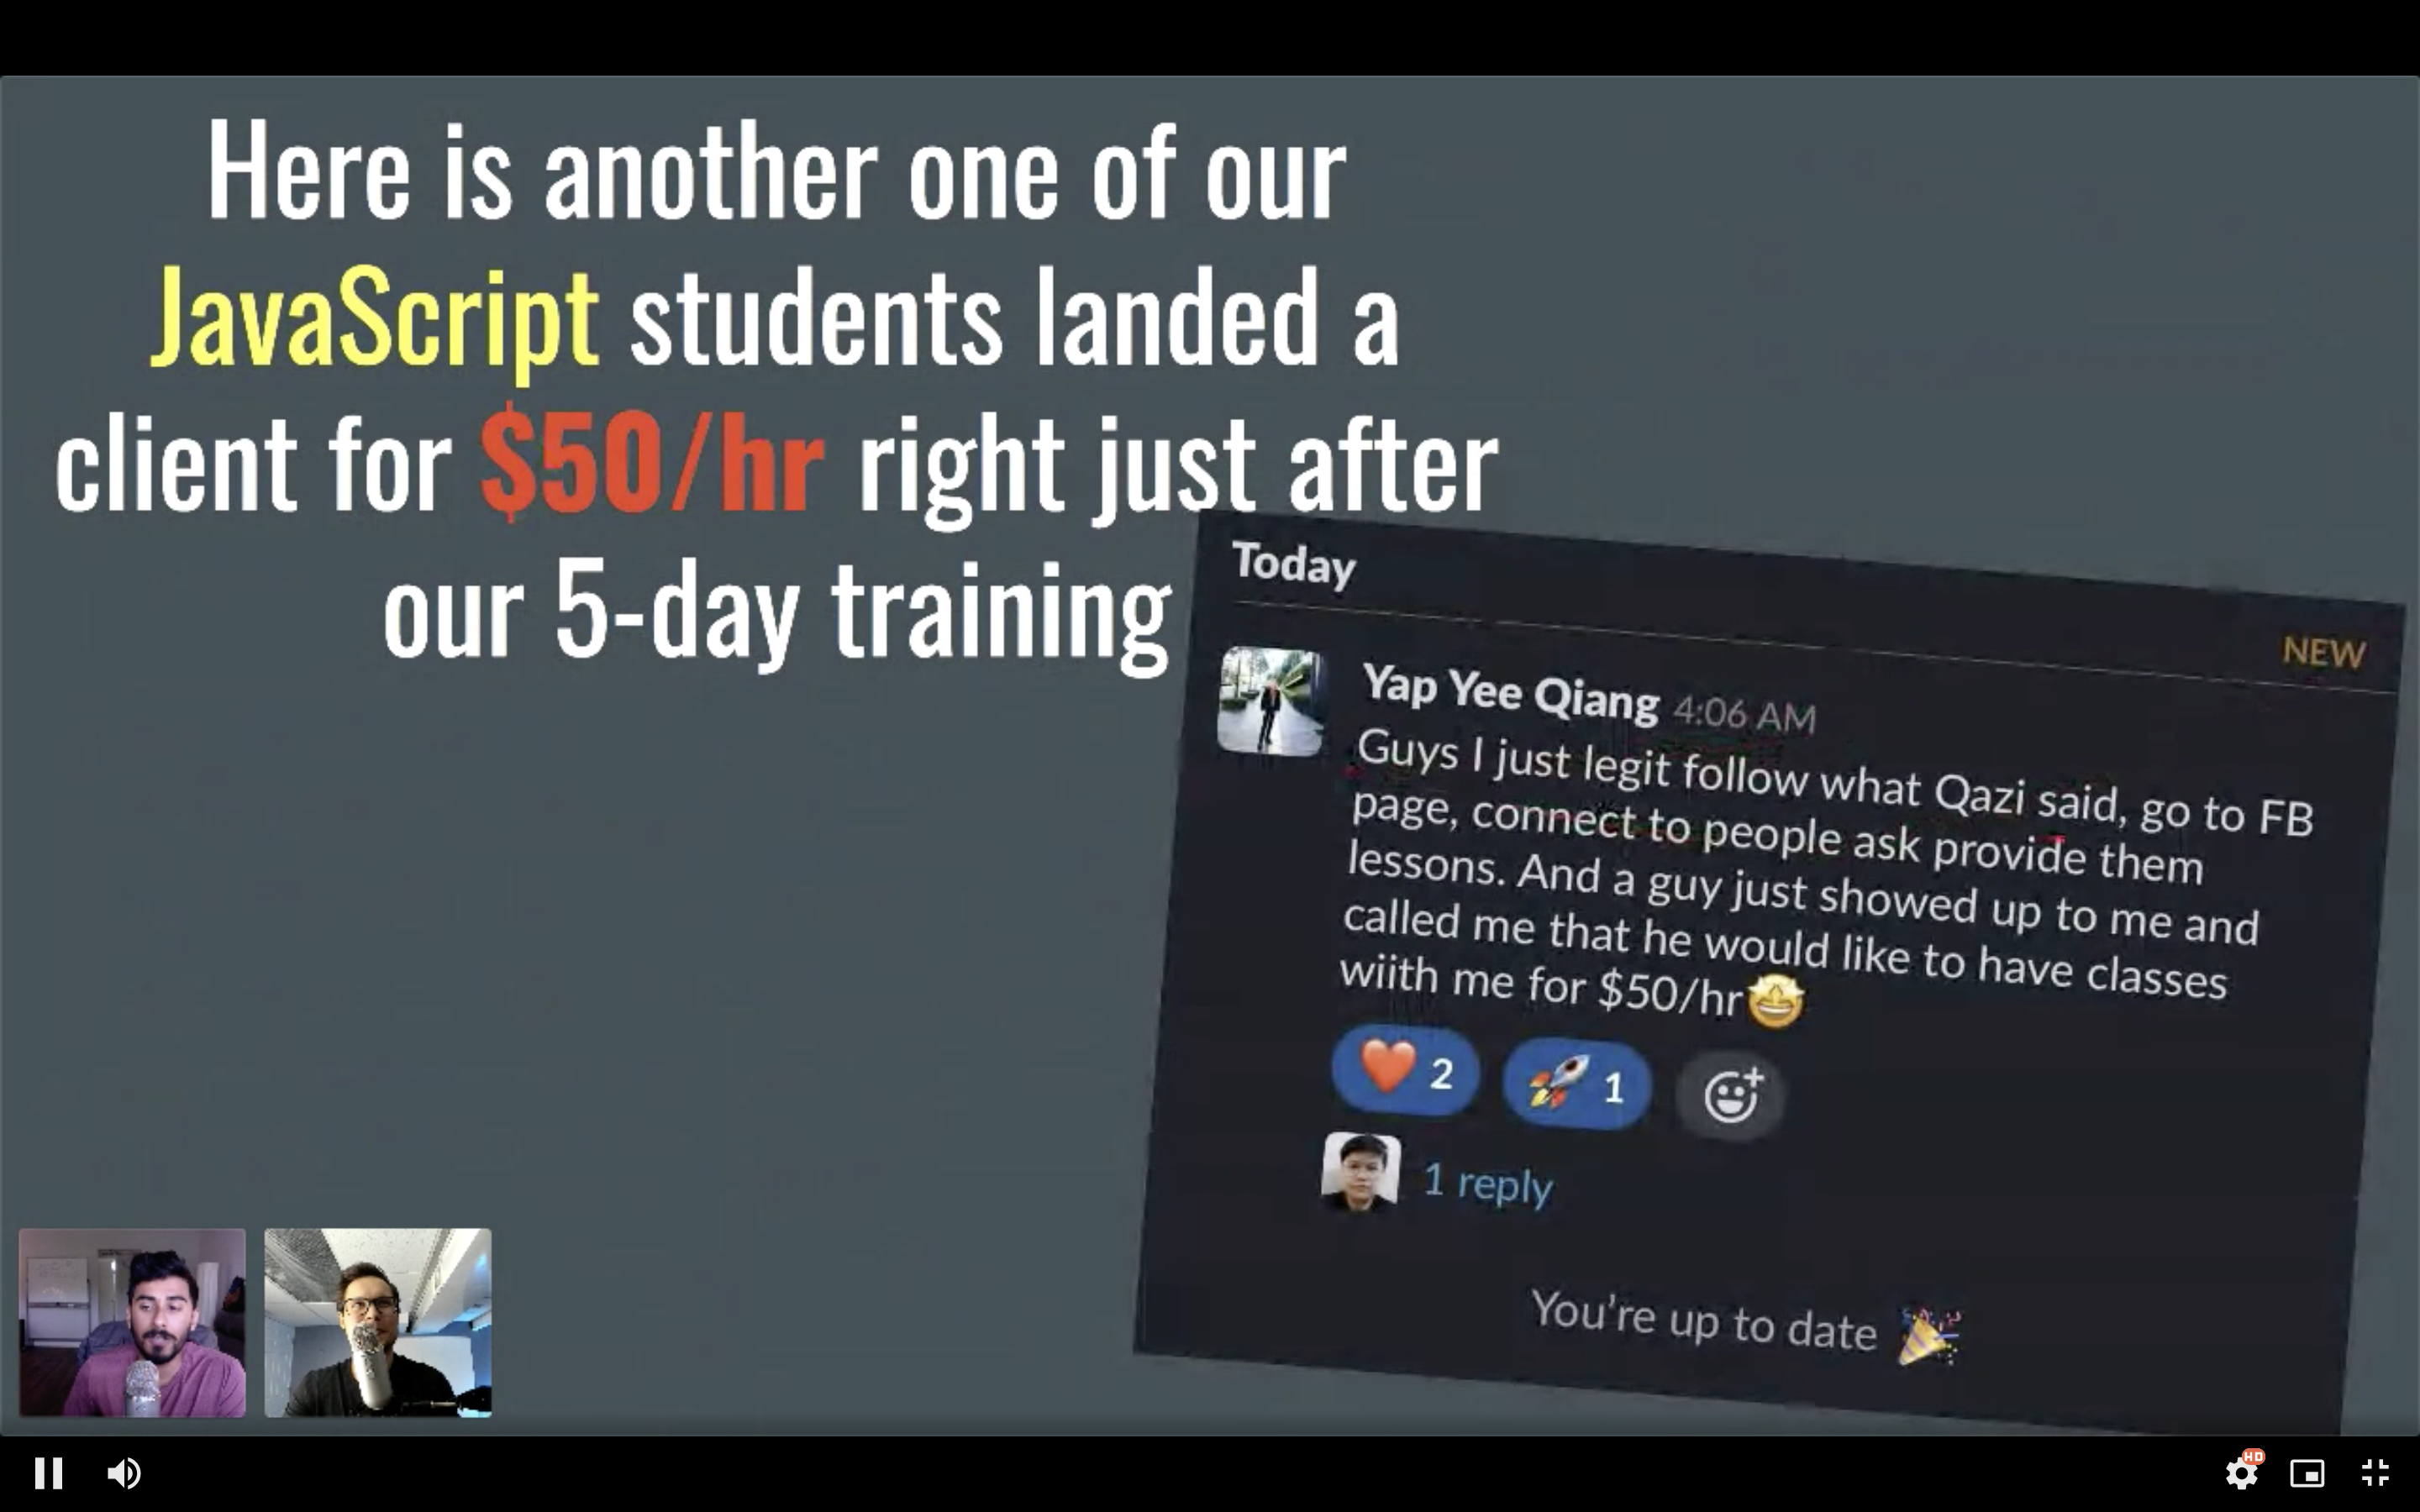 Here is another one of our
JavaScript students landed a
client for $50/hr right just after
our 5-day training
Today
NEW
Yap Yee Qiang 4:06 AM
Guys I just legit follow what Qazi said, go to FB
page, connect to people ask provide them
lessons. And a guy just showed up to me and
called me that he would like to have classes
wiith me for $50/hr🤩
❤️ 2 🚀 1
1 reply
You're up to date 🎉
HD